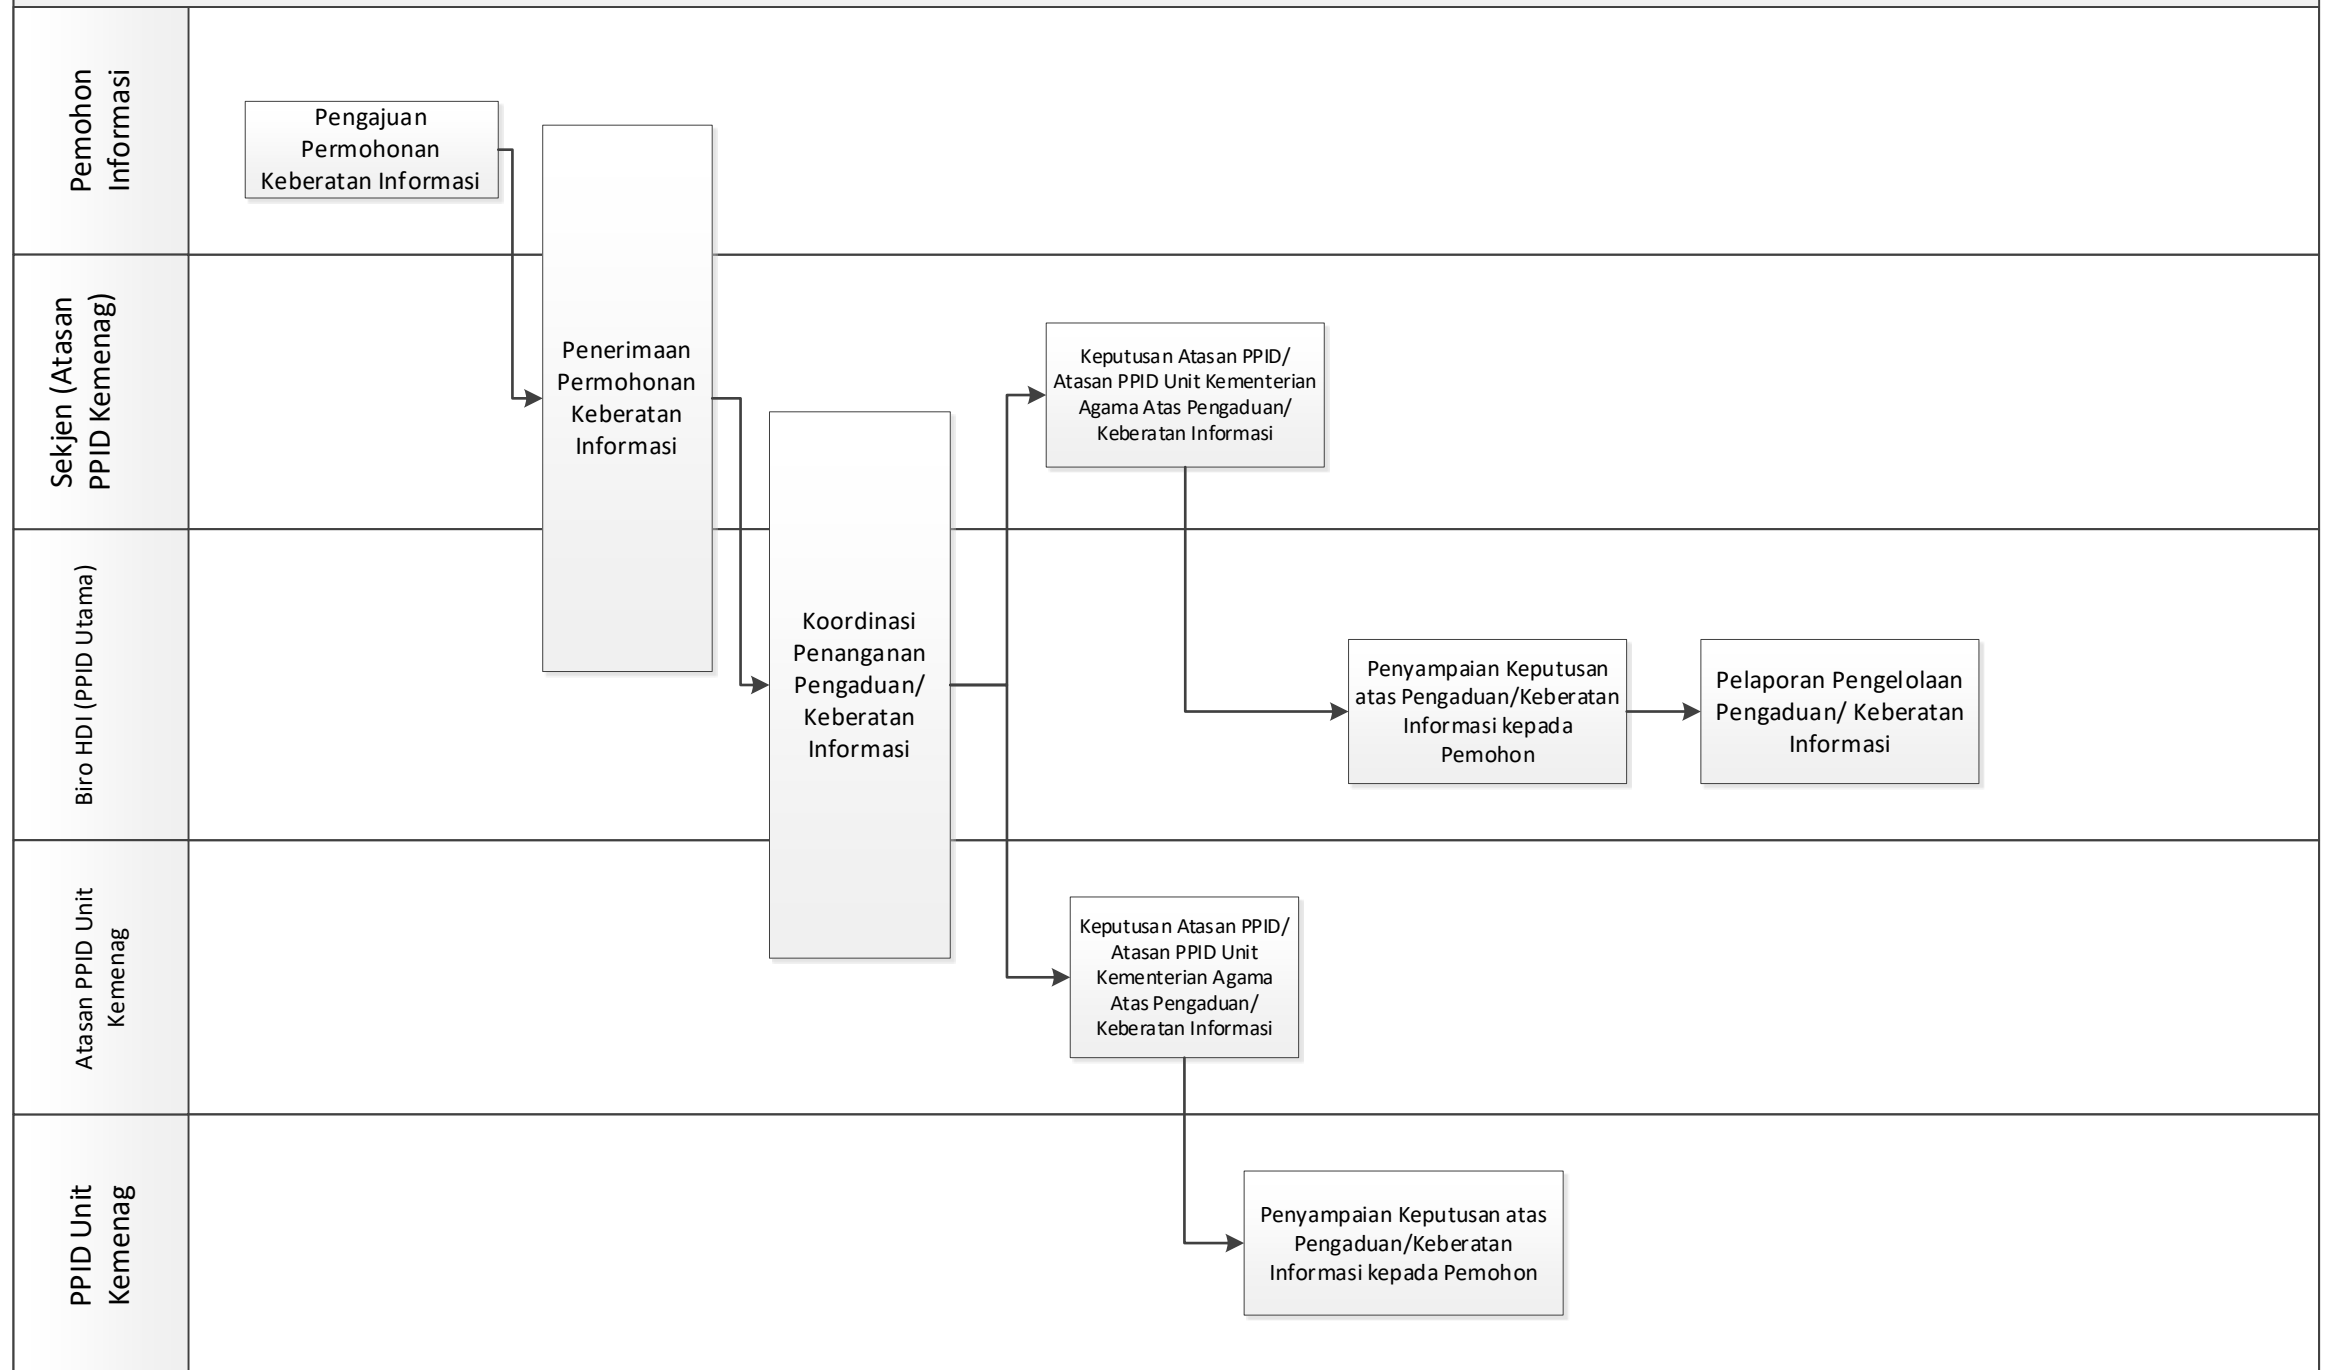 Pemohon
Informasi
Pengajuan
Permohonan
Keberatan Informasi
Penerimaan
Permohonan
Keberatan
Informasi
Sekjen (Atasan
PPID Kemenag)
Keputusan Atasan PPID/
Atasan PPID Unit Kementerian
Agama Atas Pengaduan/
Keberatan Informasi
Biro HDI (PPID Utama)
Koordinasi
Penanganan
Pengaduan/
Keberatan
Informasi
Penyampaian Keputusan
atas Pengaduan/Keberatan
Informasi kepada
Pemohon
Pelaporan Pengelolaan
Pengaduan/ Keberatan
Informasi
Atasan PPID Unit
Kemenag
Keputusan Atasan PPID/
Atasan PPID Unit
Kementerian Agama
Atas Pengaduan/
Keberatan Informasi
PPID Unit
Kemenag
Penyampaian Keputusan atas
Pengaduan/Keberatan
Informasi kepada Pemohon